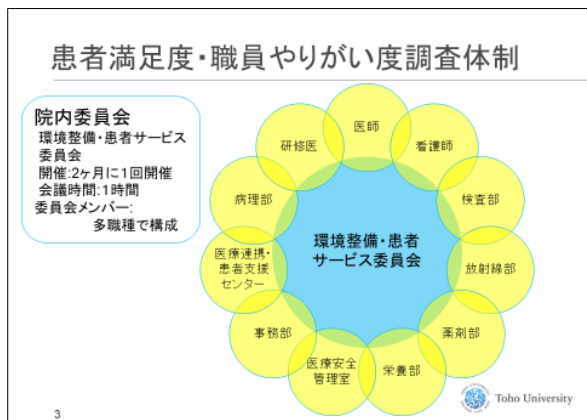 患者満足度・職員やりがい度調査体制
院内委員会
環境整備・患者サービス
委員会
開催:2ヶ月に1回開催
会議時間:1時間
委員会メンバー:
多職種で構成
医師
看護師
検査部
放射線部
薬剤部
栄養部
医療安全
管理室
事務部
医療連携・
患者支援
センター
病理部
研修医
環境整備・患者
サービス委員会
3
Toho University